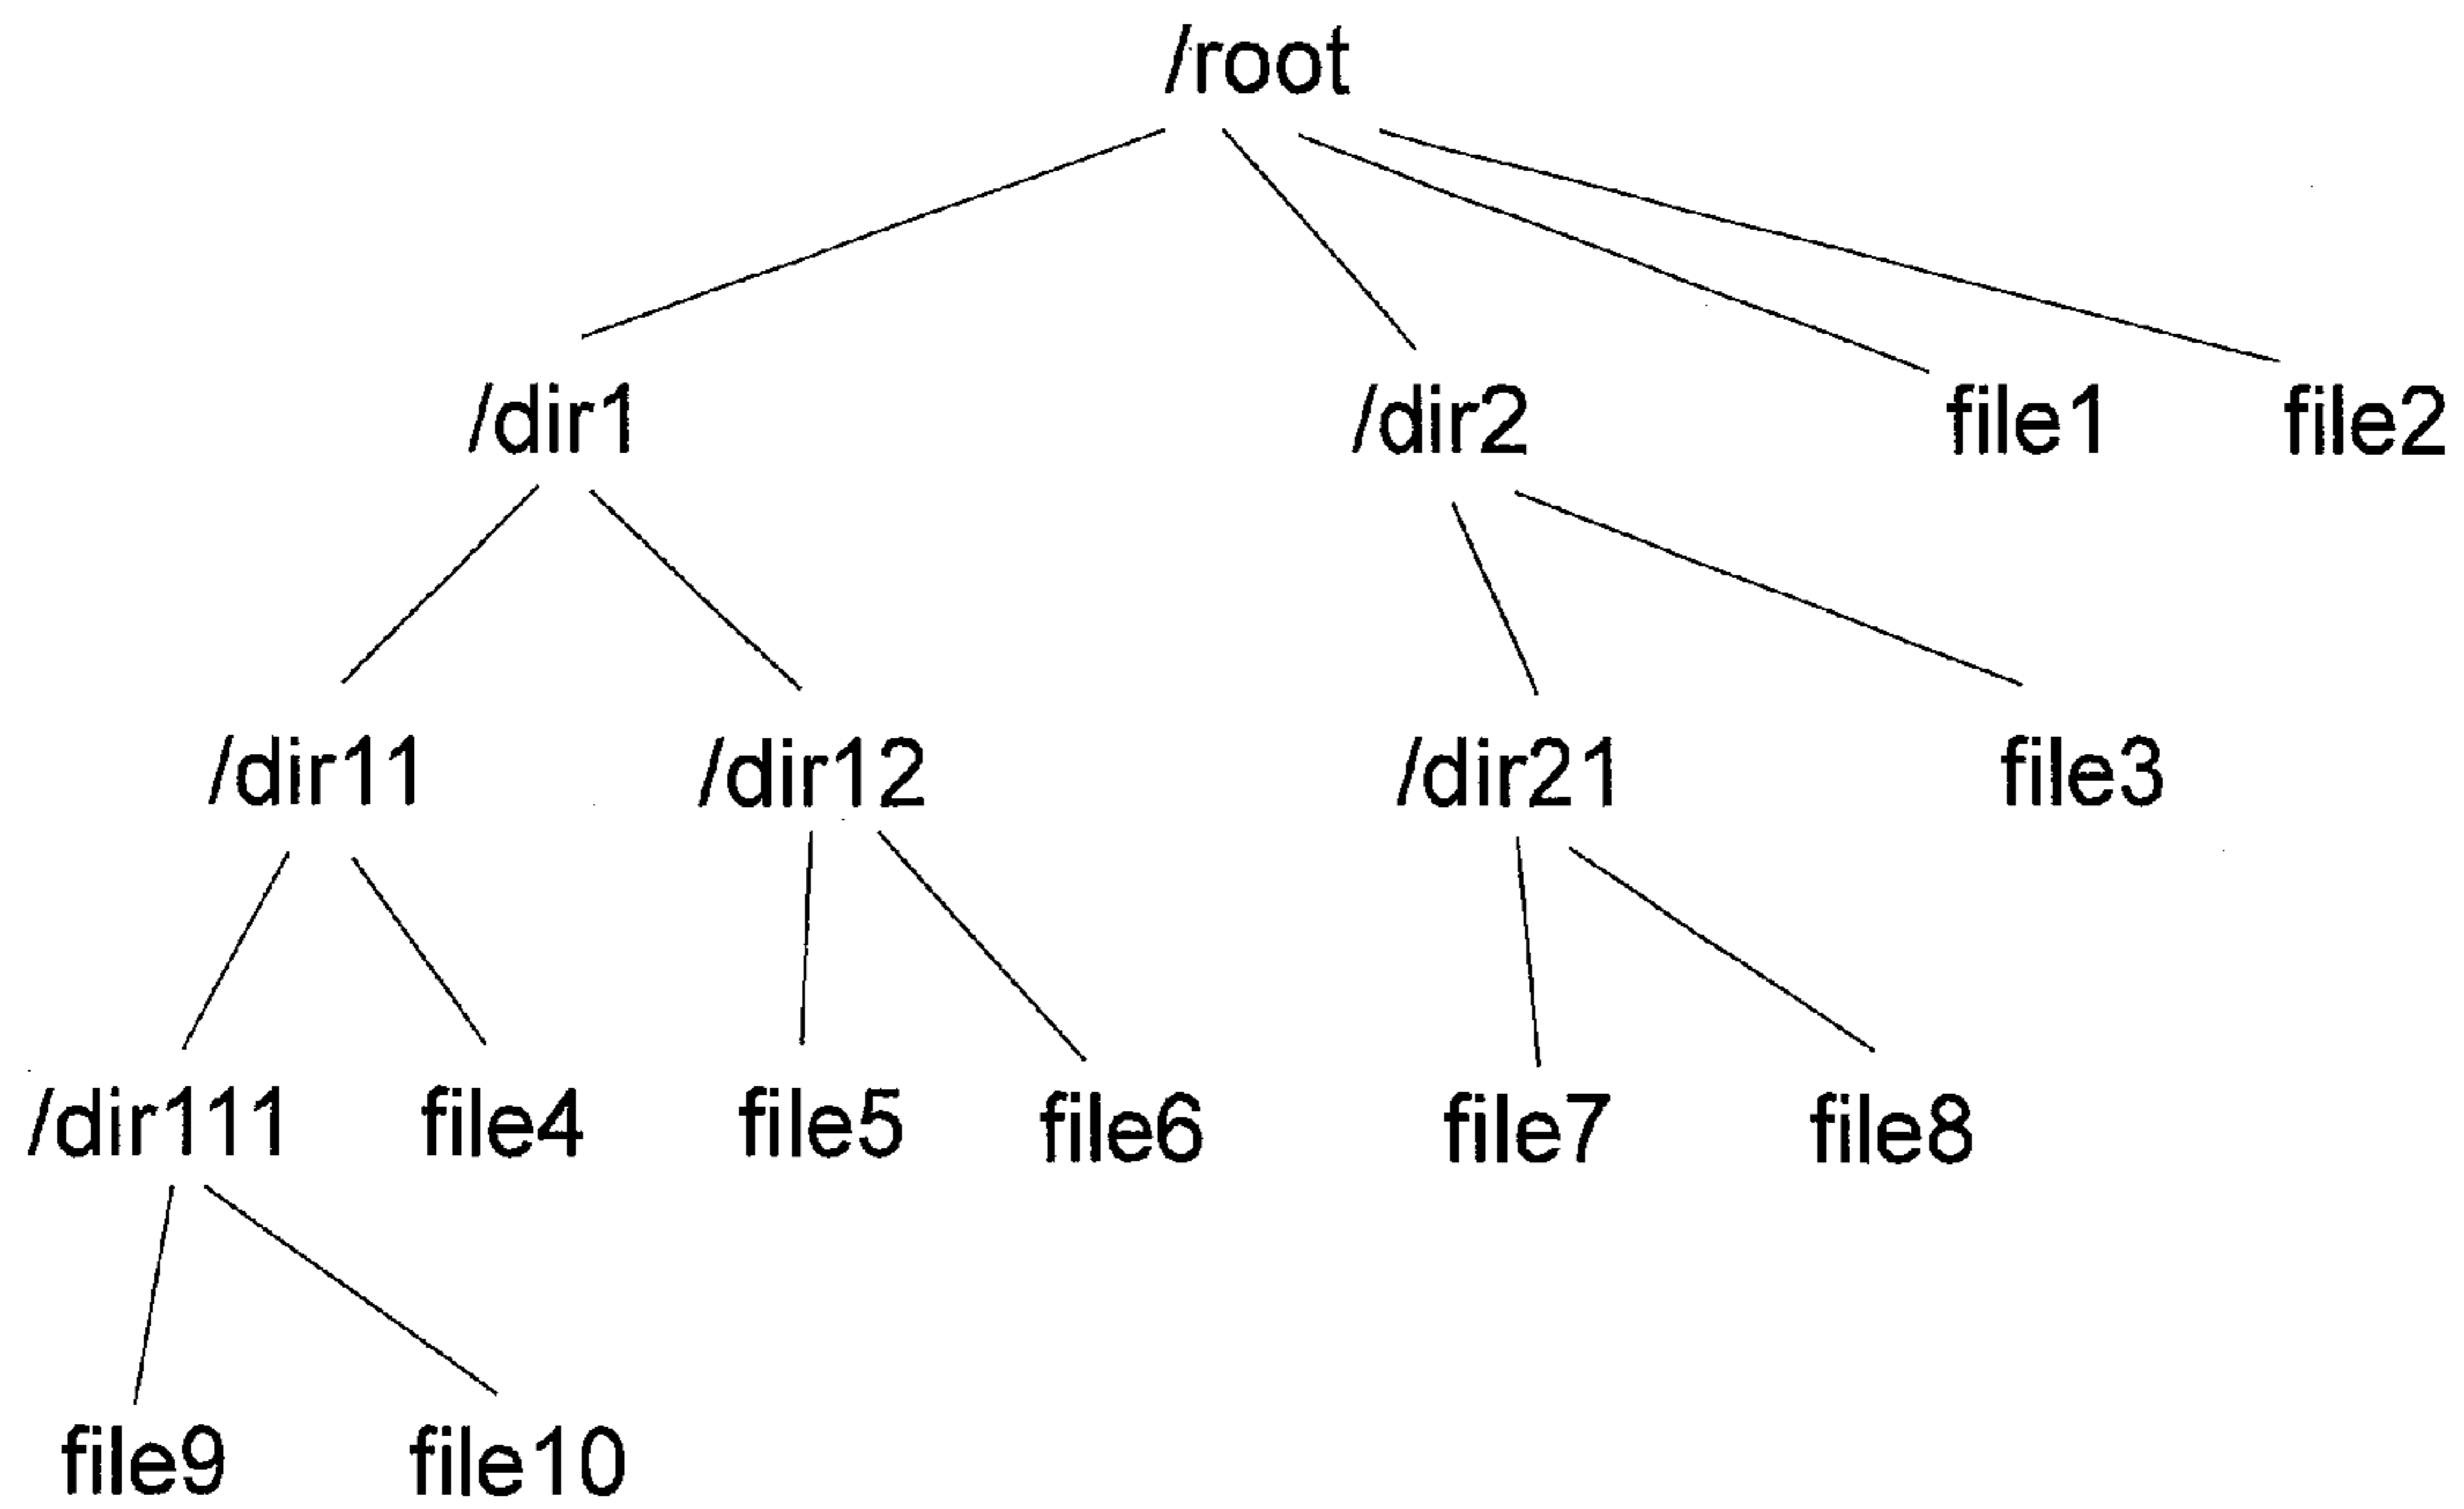 /root
/dir1 /dir2 file1 file2
/dir11 /dir12 /dir21 file3
/dir111 file4 file5 file6 file7 file8
file9 file10